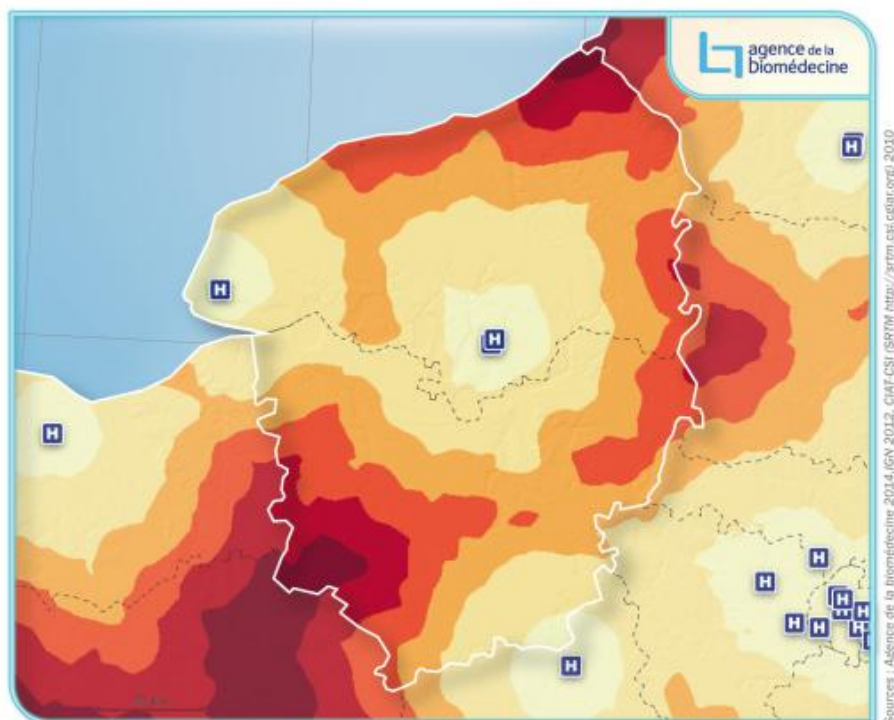 agence de la
biomédecine
H
H
H
H
H
H
H
H
H
H
H
H
H
Sources : Agence de la biomédecine 2014,IGN 2012, CIAT-CSI (SRTM http://srtm.csi.cgiar.org) 2010